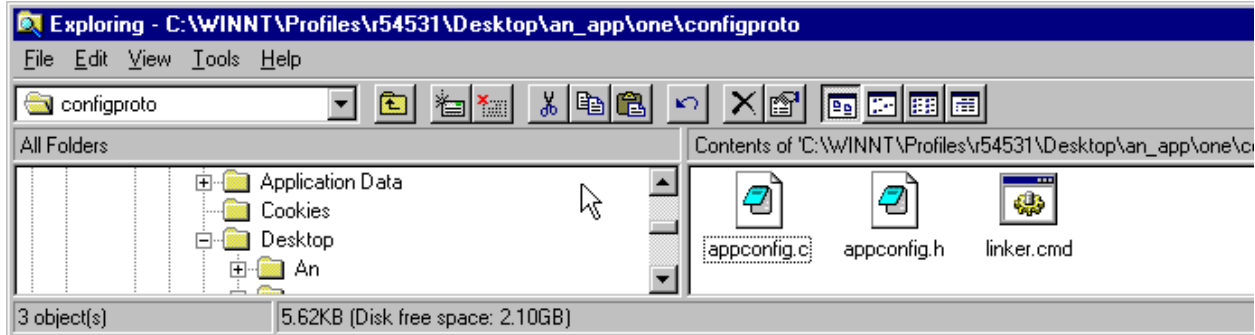 Exploring - C:\WINNT\Profiles\r54531\Desktop\an_app\one\configproto
File Edit View Tools Help
configproto
All Folders
Contents of 'C:\WINNT\Profiles\r54531\Desktop\an_app\one\c
Application Data
Cookies
Desktop
An
appconfig.c appconfig.h linker.cmd
3 object(s) 5.62KB (Disk free space: 2.10GB)